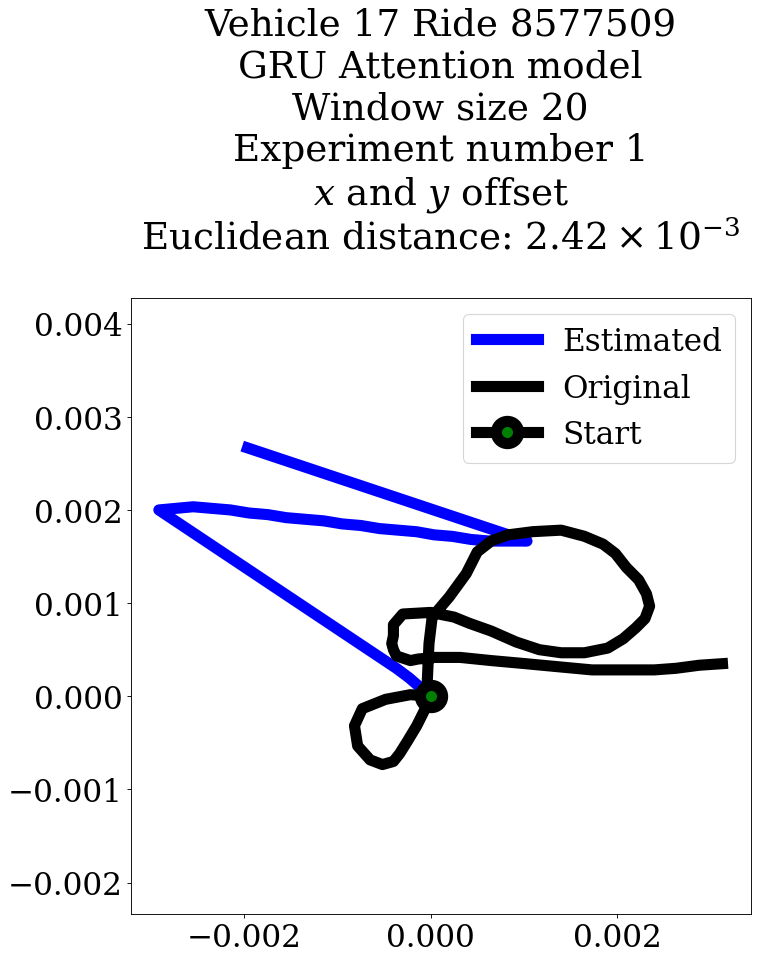 Vehicle 17 Ride 8577509
GRU Attention model
Window size 20
Experiment number 1
x and y offset
Euclidean distance: 2.42 × 10⁻³
Estimated
Original
Start
0.004
0.003
0.002
0.001
0.000
−0.001
−0.002
−0.002 0.000 0.002